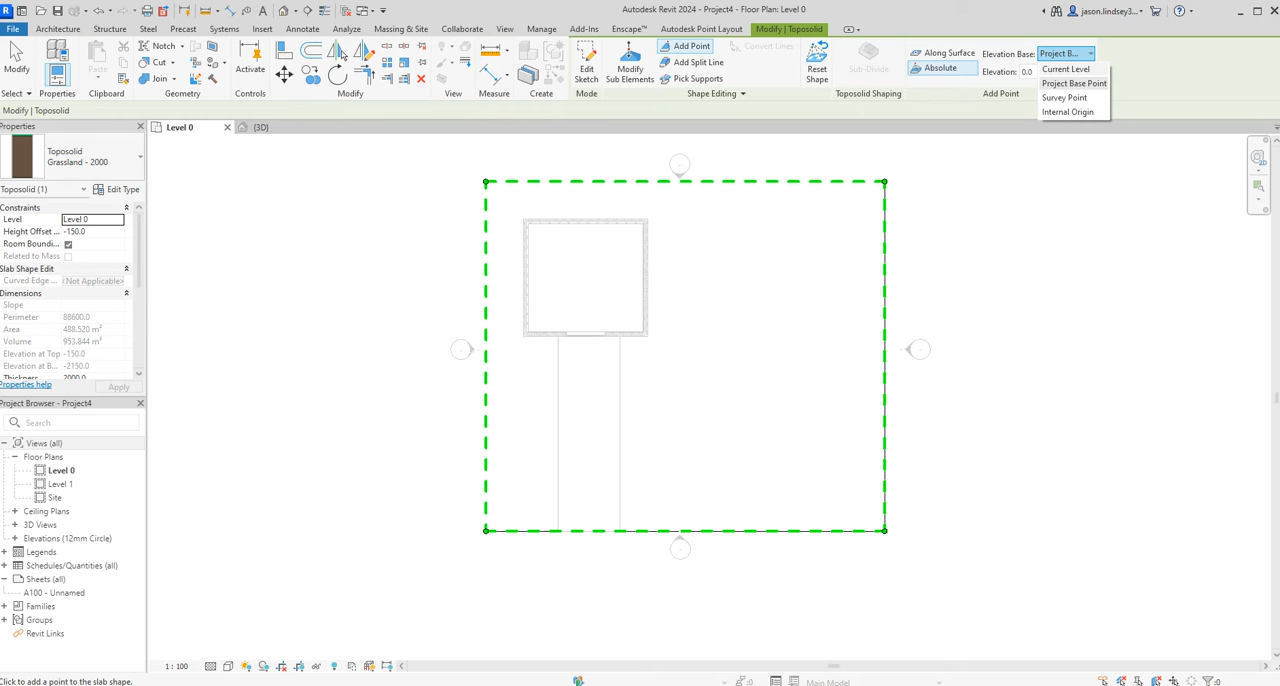 Autodesk Revit 2024 - Project4 - Floor Plan: Level 0
jason.lindsey3...
File Architecture Structure Steel Precast Systems Insert Annotate Analyze Massing & Site Collaborate View Manage Add-Ins Enscape™ Autodesk Point Layout Modify | Toposolid
Modify Properties Paste Notch Cut Join Activate Edit Sketch Modify Sub Elements Add Point Add Split Line Pick Supports Convert Lines Reset Shape Sub-Divide Along Surface Absolute Elevation Base: Project B... Elevation: 0.0
Current Level
Project Base Point
Survey Point
Internal Origin
Select Properties Clipboard Geometry Controls Modify View Measure Create Mode Shape Editing Toposolid Shaping Add Point
Modify | Toposolid
Properties
Level 0
{3D}
Toposolid
Grassland - 2000
Toposolid (1) Edit Type
Constraints
Level Level 0
Height Offset ... -150.0
Room Boundi...
Related to Mass
Slab Shape Edit
Curved Edge ... <Not Applicable>
Dimensions
Slope
Perimeter 88600.0
Area 488.520 m²
Volume 953.844 m³
Elevation at Top -150.0
Elevation at B... -2150.0
Thickness 2000.0
Properties help Apply
Project Browser - Project4
Search
Views (all)
Floor Plans
Level 0
Level 1
Site
Ceiling Plans
3D Views
Elevations (12mm Circle)
Legends
Schedules/Quantities (all)
Sheets (all)
A100 - Unnamed
Families
Groups
Revit Links
1 : 100
Click to add a point to the slab shape.
:0
Main Model
:0